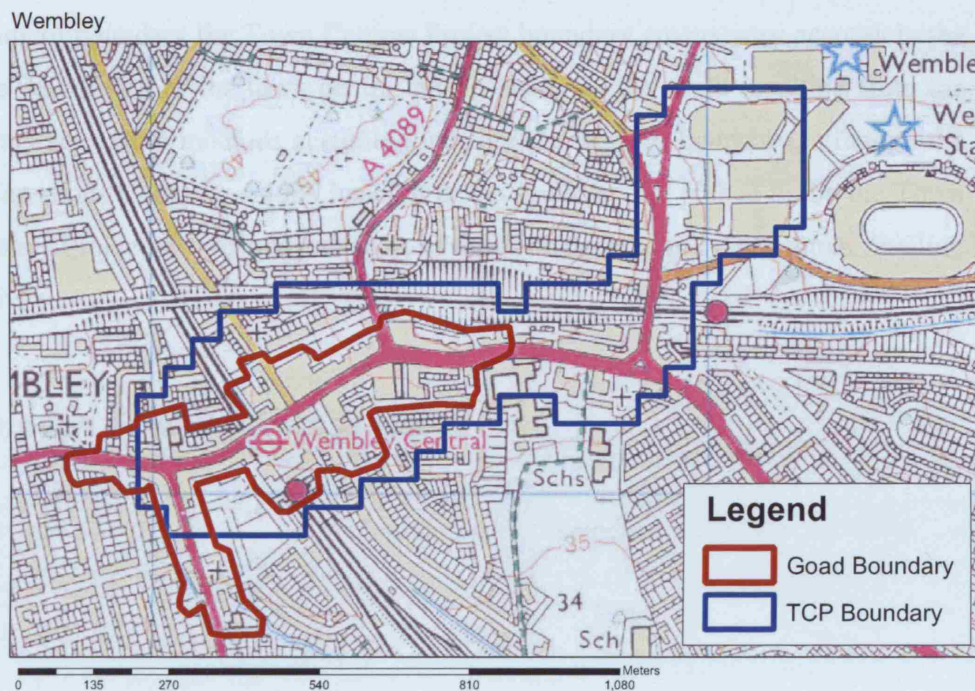 Wembley
Wemble
We
Sta
A 4089
40
45
MBLEY
Wembley Central
Schs
35
34
Sch
Legend
Goad Boundary
TCP Boundary
Meters
0 135 270 540 810 1,080